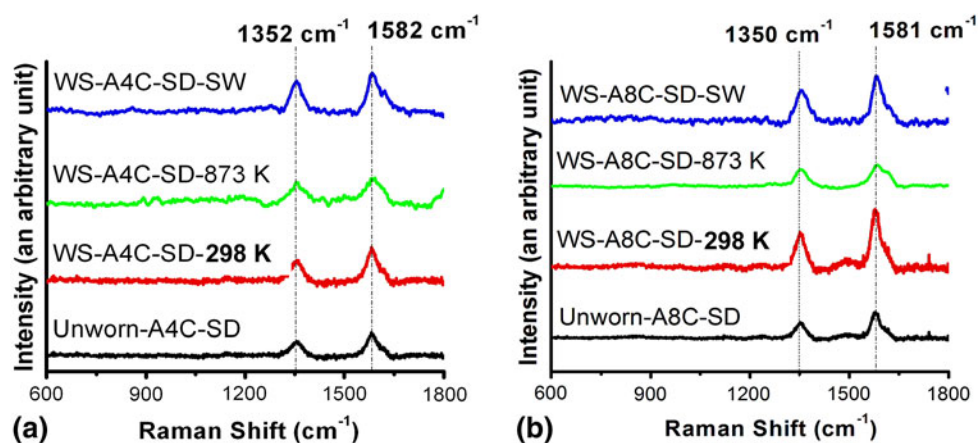 1352 cm⁻¹ 1582 cm⁻¹
WS-A4C-SD-SW
WS-A4C-SD-873 K
WS-A4C-SD-298 K
Unworn-A4C-SD
Intensity (an arbitrary unit)
600 900 1200 1500 1800
(a) Raman Shift (cm⁻¹)
1350 cm⁻¹ 1581 cm⁻¹
WS-A8C-SD-SW
WS-A8C-SD-873 K
WS-A8C-SD-298 K
Unworn-A8C-SD
Intensity (an arbitrary unit)
600 900 1200 1500 1800
(b) Raman Shift (cm⁻¹)